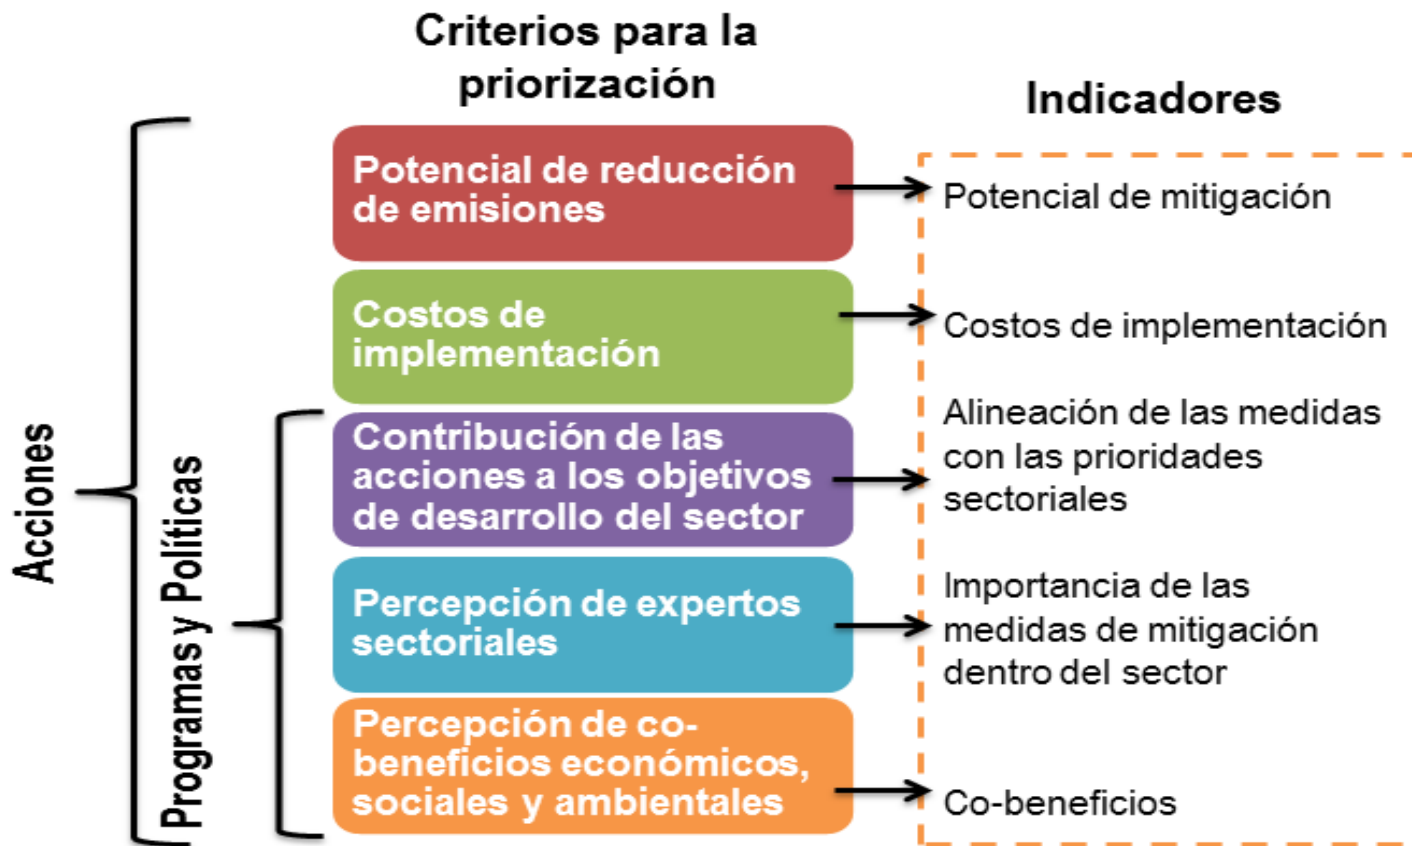 Criterios para la
priorización
Indicadores
Acciones
Programas y Políticas
Potencial de reducción
de emisiones
Potencial de mitigación
Costos de
implementación
Costos de implementación
Contribución de las
acciones a los objetivos
de desarrollo del sector
Alineación de las medidas
con las prioridades
sectoriales
Percepción de expertos
sectoriales
Importancia de las
medidas de mitigación
dentro del sector
Percepción de co-
beneficios económicos,
sociales y ambientales
Co-beneficios